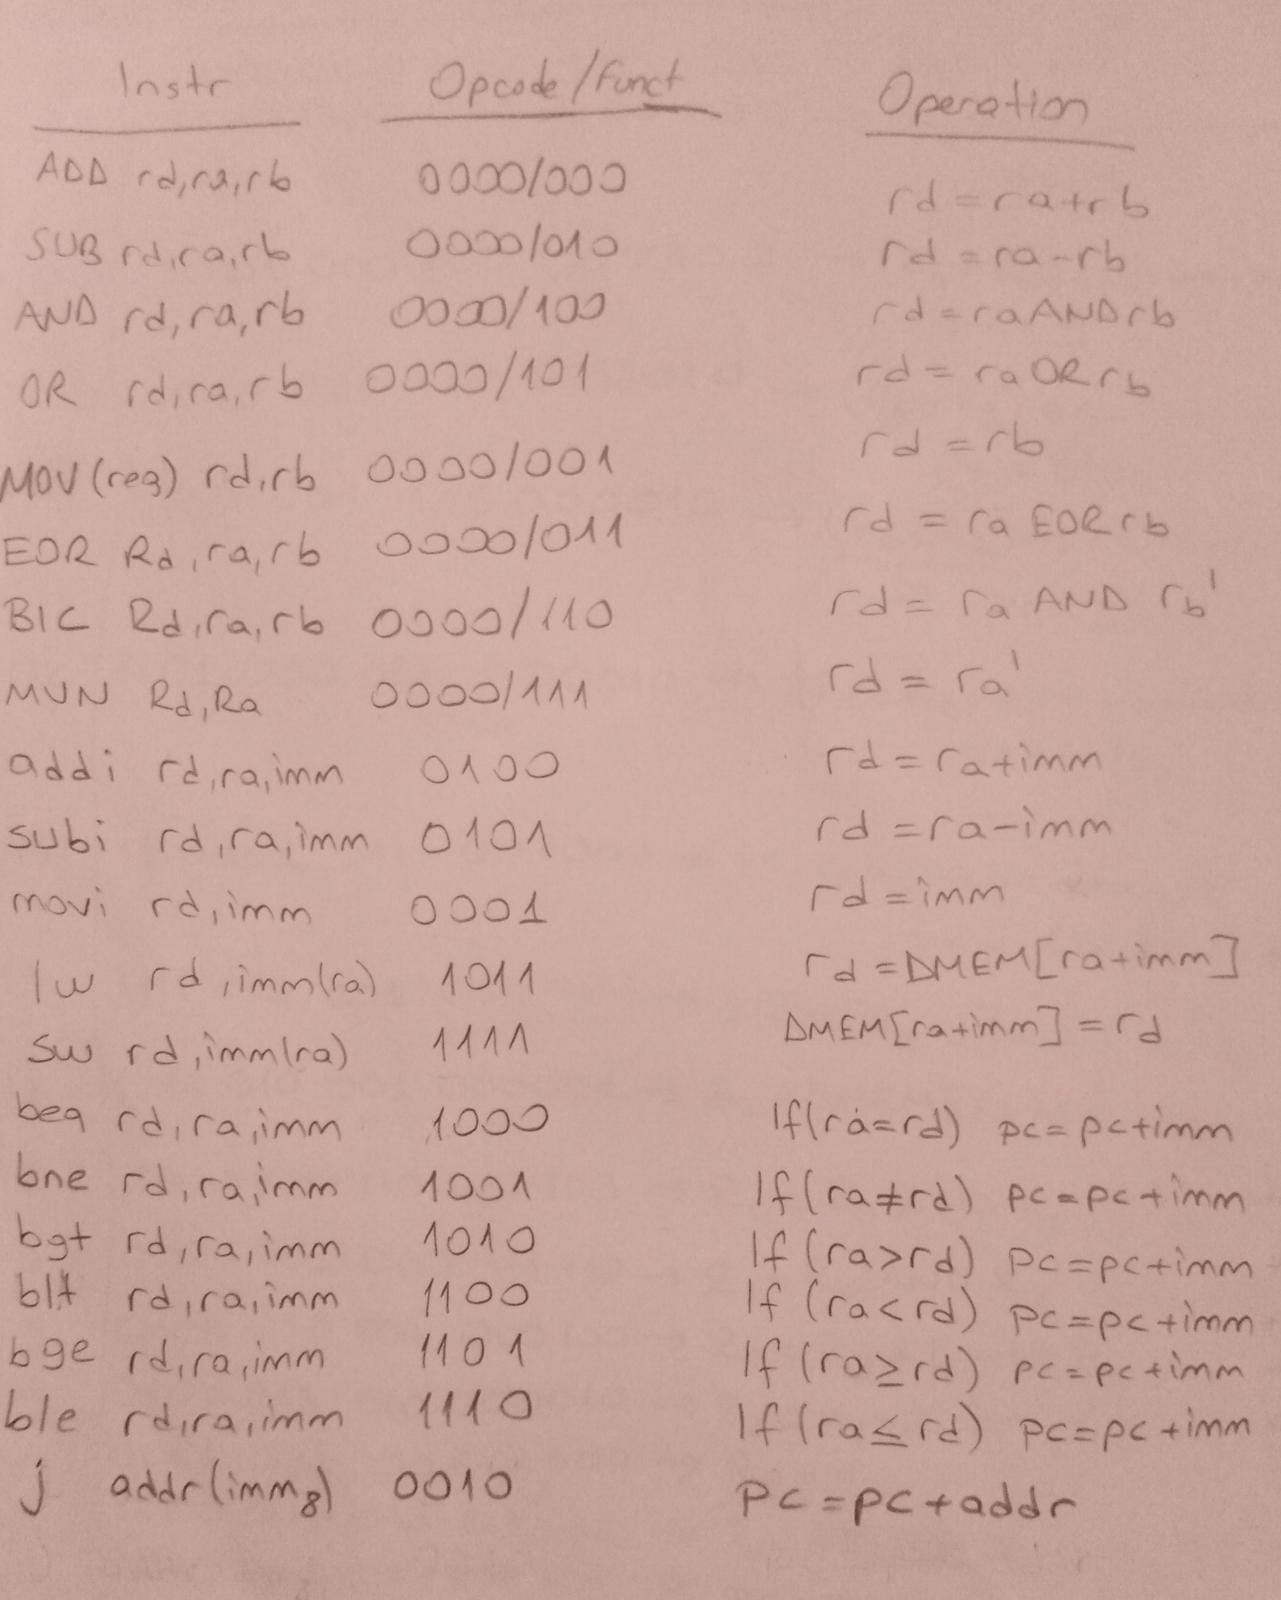 Instr Opcode/Funct Operation
ADD rd,ra,rb 0000/000 rd=ra+rb
SUB rd,ra,rb 0000/010 rd=ra-rb
AND rd,ra,rb 0000/100 rd=raANDrb
OR rd,ra,rb 0000/101 rd=raORrb
MOV(reg) rd,rb 0000/001 rd=rb
EOR Rd,ra,rb 0000/011 rd=ra EORrb
BIC Rd,ra,rb 0000/110 rd=ra AND rb'
MVN Rd,Ra 0000/111 rd=ra'
addi rd,ra,imm 0100 rd=ra+imm
subi rd,ra,imm 0101 rd=ra-imm
movi rd,imm 0001 rd=imm
lw rd,imm(ra) 1011 rd=DMEM[ra+imm]
sw rd,imm(ra) 1111 DMEM[ra+imm]=rd
beq rd,ra,imm 1000 If(ra=rd) pc=pc+imm
bne rd,ra,imm 1001 If(ra≠rd) pc=pc+imm
bgt rd,ra,imm 1010 If(ra>rd) pc=pc+imm
blt rd,ra,imm 1100 If(ra<rd) pc=pc+imm
bge rd,ra,imm 1101 If(ra≥rd) pc=pc+imm
ble rd,ra,imm 1110 If(ra≤rd) pc=pc+imm
j addr(imm8) 0010 Pc=pc+addr